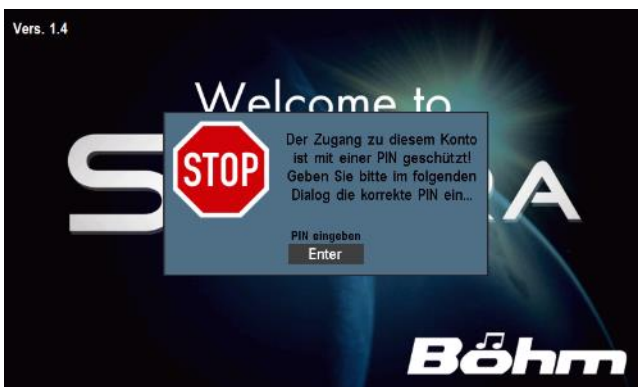 Vers. 1.4
Welcome to
S RA
STOP
Der Zugang zu diesem Konto
ist mit einer PIN geschützt!
Geben Sie bitte im folgenden
Dialog die korrekte PIN ein...
PIN eingeben
Enter
Böhm